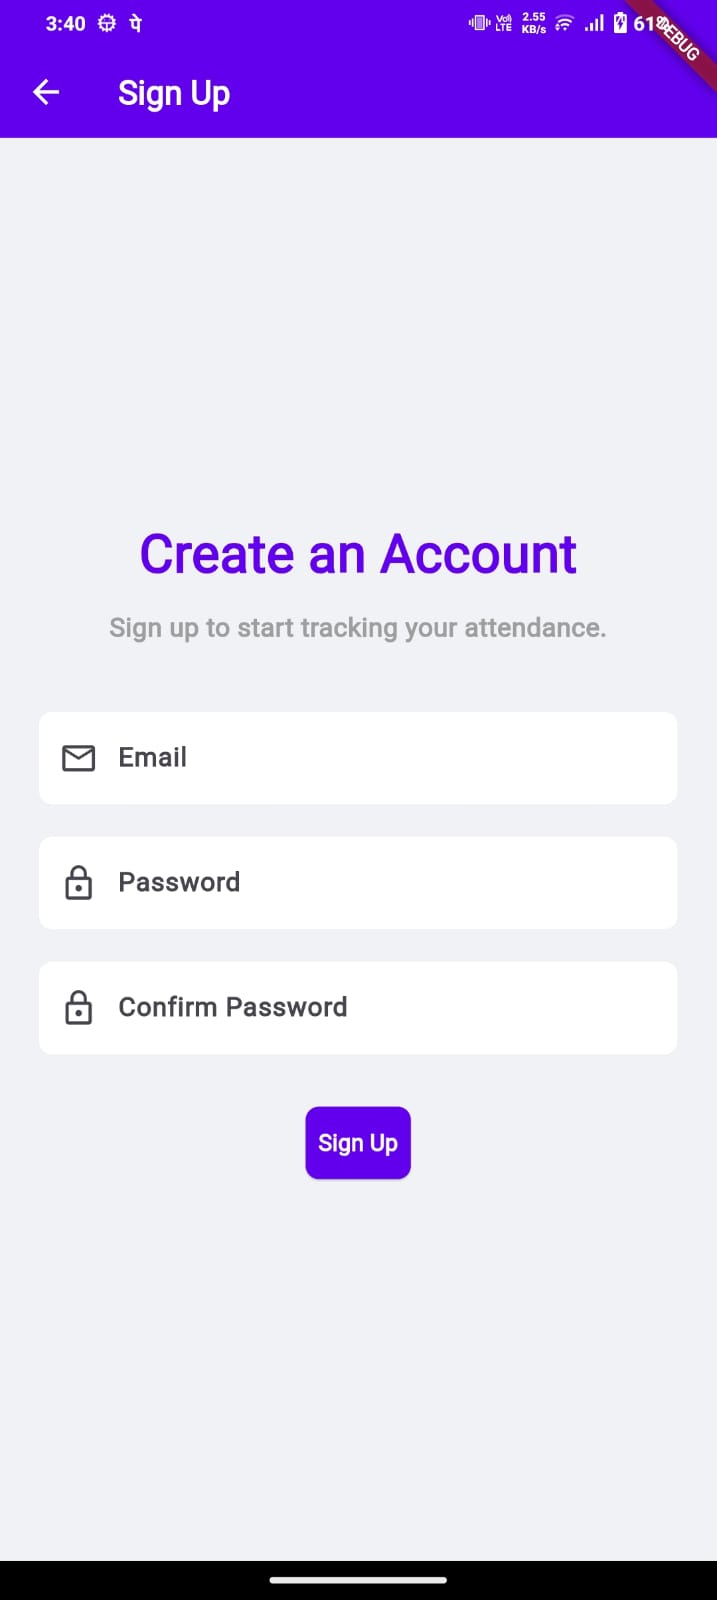 3:40 पे Vo) LTE 2.55 KB/s 61% DEBUG
Sign Up
Create an Account
Sign up to start tracking your attendance.
Email
Password
Confirm Password
Sign Up